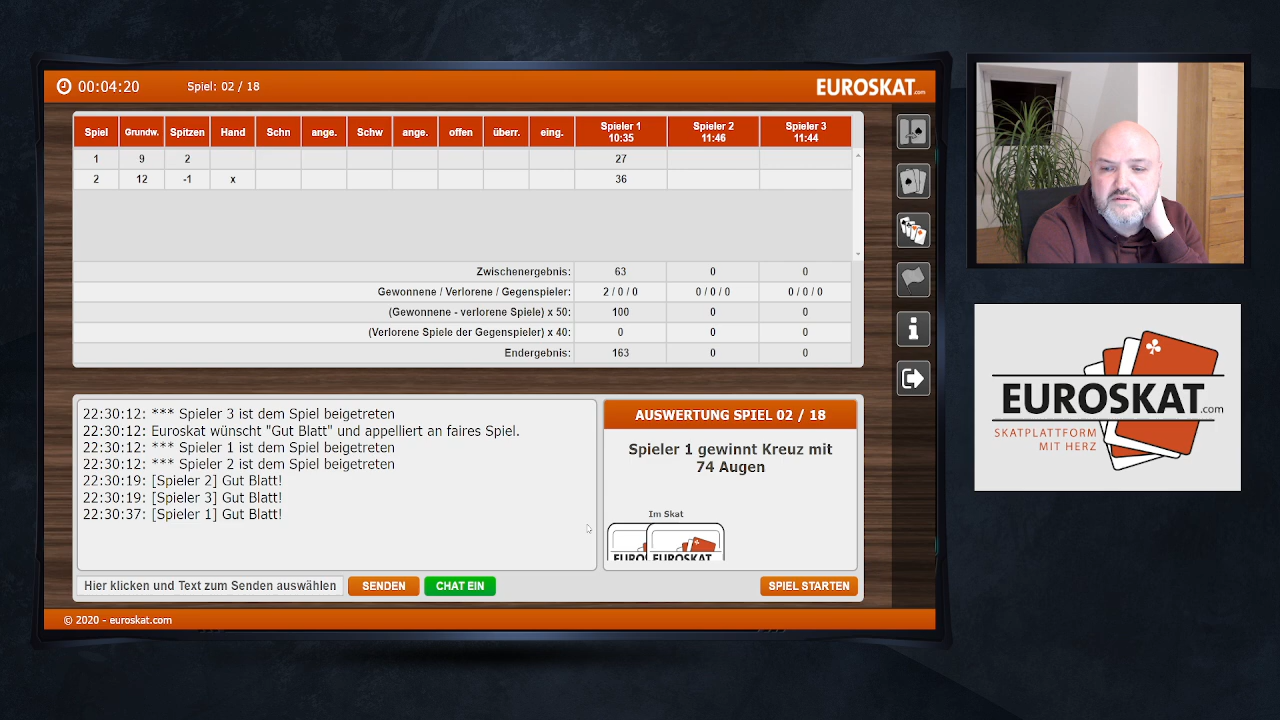 00:04:20 Spiel: 02 / 18 EUROSKAT.com
Spiel Grundw. Spitzen Hand Schn ange. Schw ange. offen überr. eing. Spieler 1 10:35 Spieler 2 11:46 Spieler 3 11:44
1 9 2 27
2 12 -1 x 36
Zwischenergebnis: 63 0 0
Gewonnene / Verlorene / Gegenspieler: 2 / 0 / 0 0 / 0 / 0 0 / 0 / 0
(Gewonnene - verlorene Spiele) x 50: 100 0 0
(Verlorene Spiele der Gegenspieler) x 40: 0 0 0
Endergebnis: 163 0 0
22:30:12: *** Spieler 3 ist dem Spiel beigetreten
22:30:12: Euroskat wünscht "Gut Blatt" und appelliert an faires Spiel.
22:30:12: *** Spieler 1 ist dem Spiel beigetreten
22:30:12: *** Spieler 2 ist dem Spiel beigetreten
22:30:19: [Spieler 2] Gut Blatt!
22:30:19: [Spieler 3] Gut Blatt!
22:30:37: [Spieler 1] Gut Blatt!
Hier klicken und Text zum Senden auswählen SENDEN CHAT EIN
AUSWERTUNG SPIEL 02 / 18
Spieler 1 gewinnt Kreuz mit
74 Augen
Im Skat
EURO EUROSKAT
SPIEL STARTEN
© 2020 - euroskat.com
EUROSKAT.com
SKATPLATTFORM
MIT HERZ